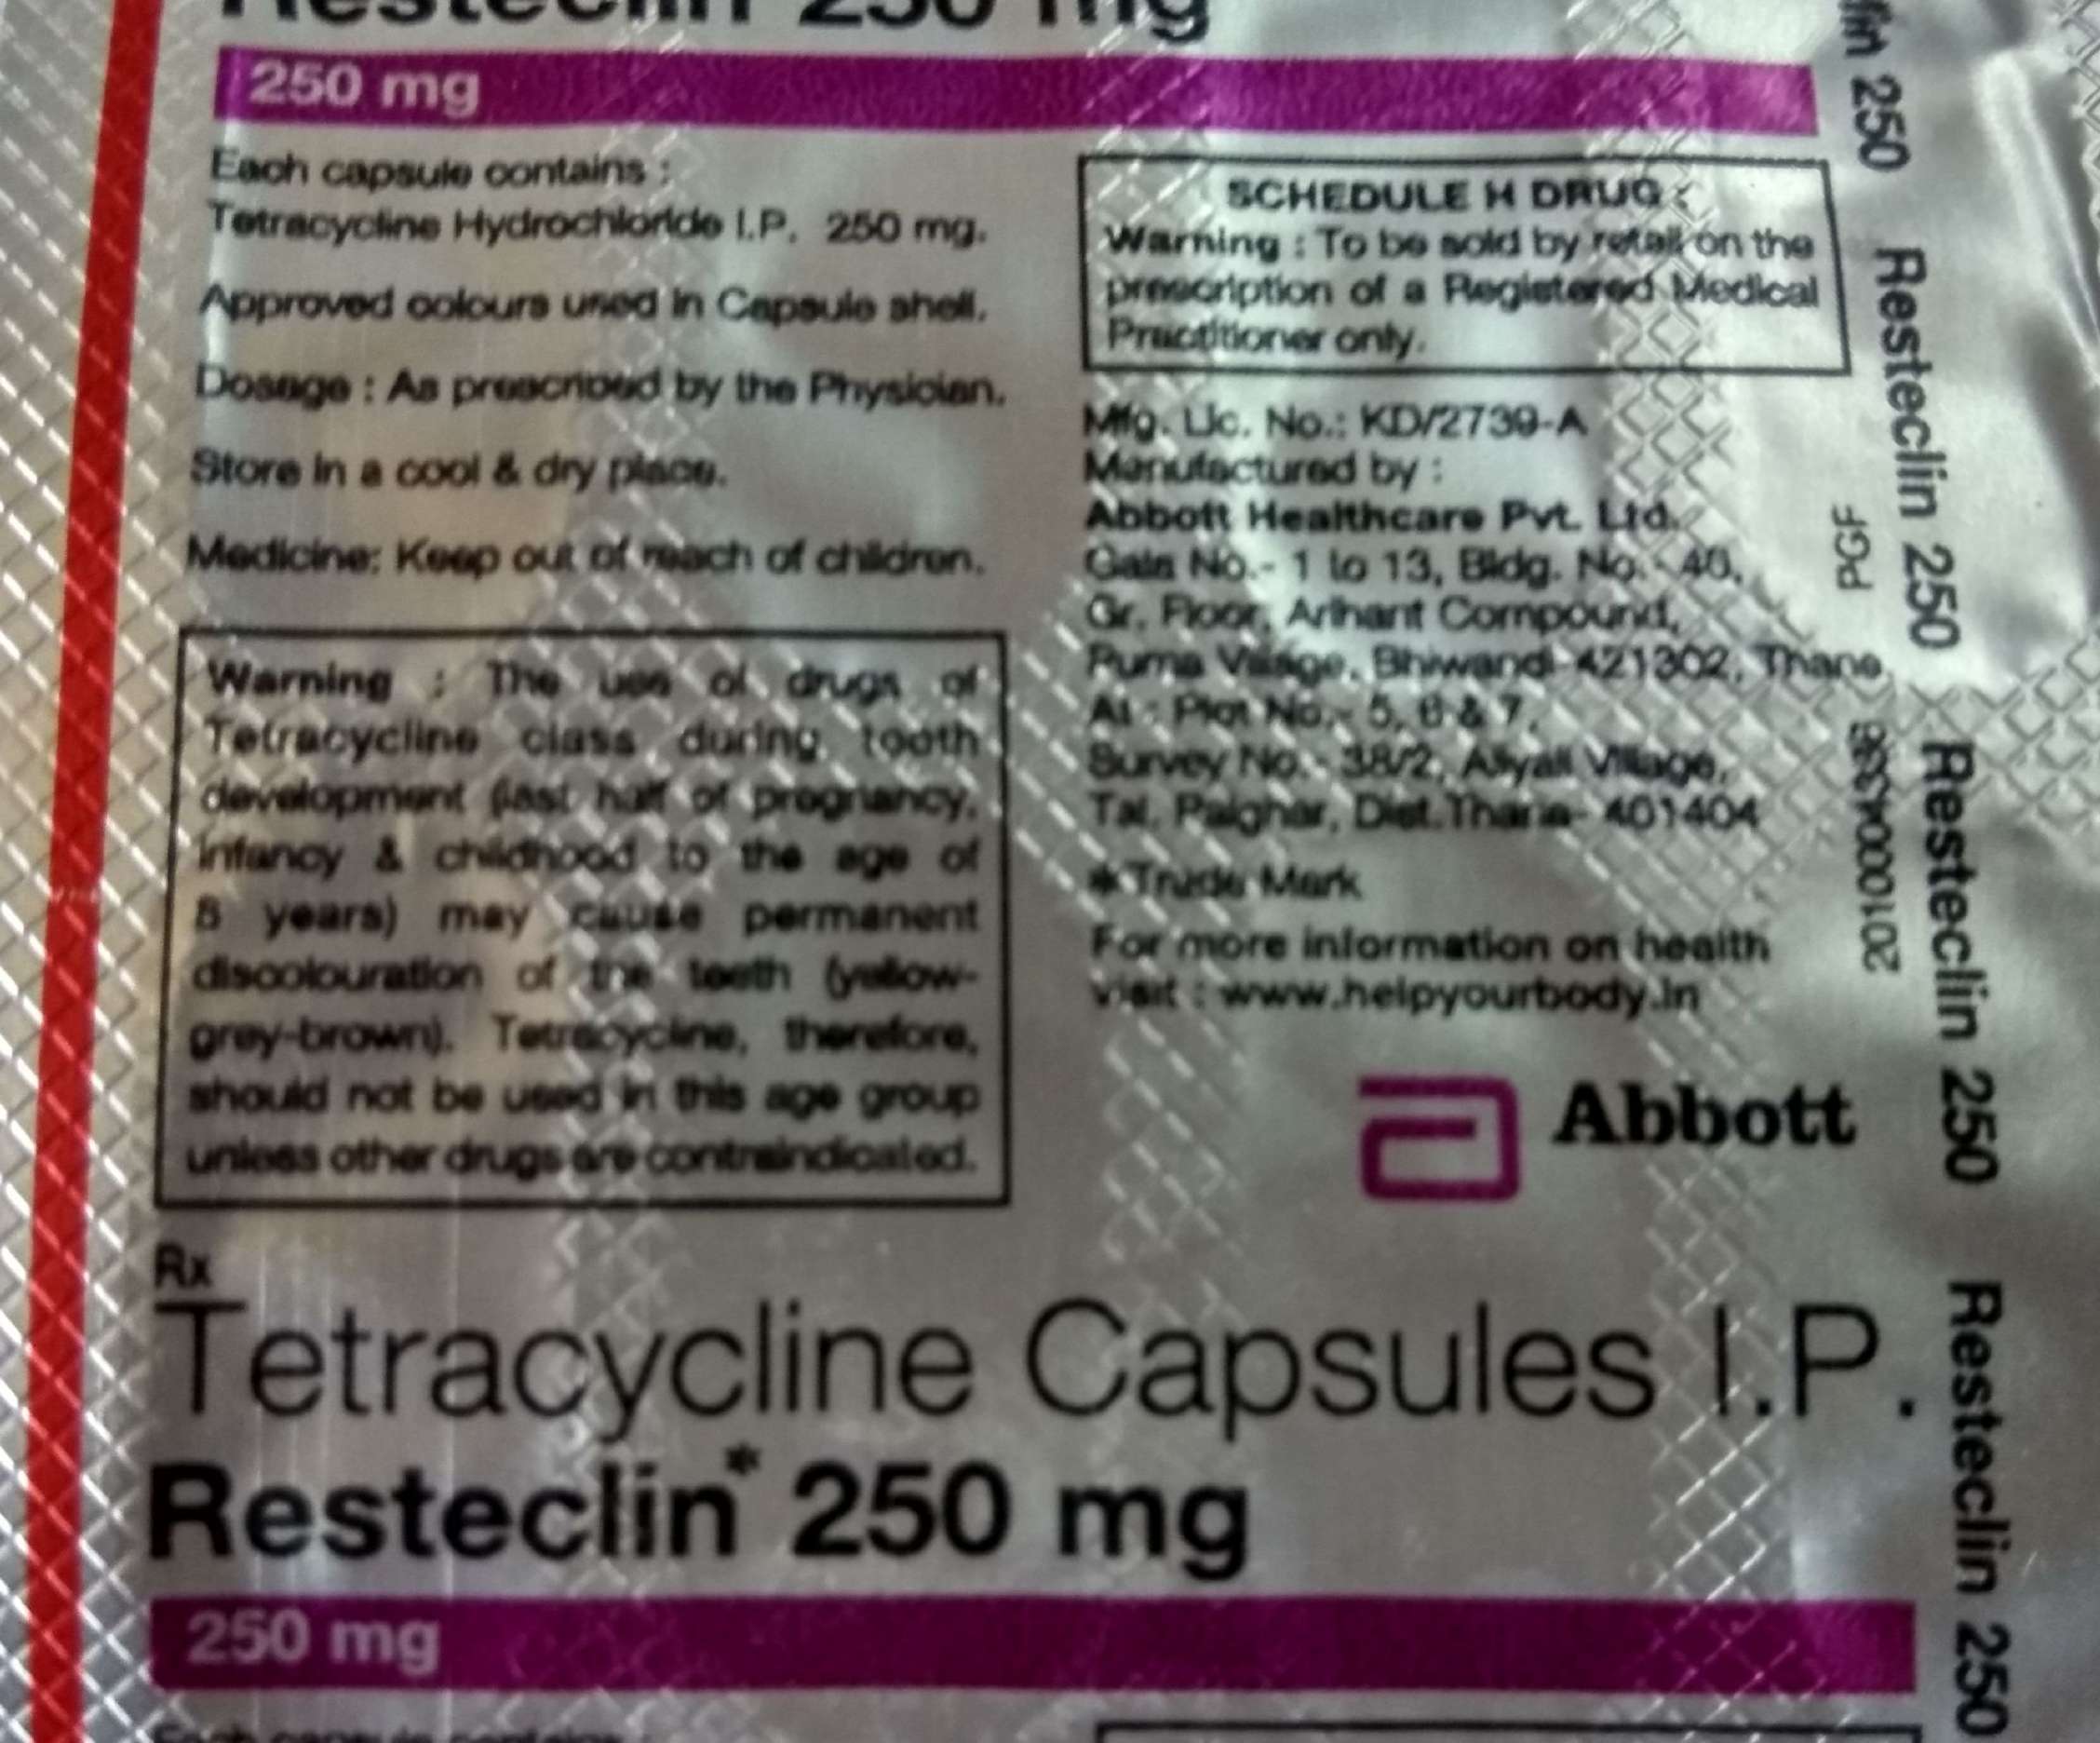 Resteclin 250 mg
250 mg
Each capsule contains :
Tetracycline Hydrochloride I.P. 250 mg.
Approved colours used in Capsule shell.
Dosage : As prescribed by the Physician.
Store in a cool & dry place.
Medicine: Keep out of reach of children.
Warning : The use of drugs of
Tetracycline class during tooth
development (last half of pregnancy,
infancy & childhood to the age of
8 years) may cause permanent
discolouration of the teeth (yellow-
grey-brown). Tetracycline, therefore,
should not be used in this age group
unless other drugs are contraindicated.
SCHEDULE H DRUG :
Warning : To be sold by retail on the
prescription of a Registered Medical
Practitioner only.
Mfg. Lic. No.: KD/2739-A
Manufactured by :
Abbott Healthcare Pvt. Ltd.
Gala No.- 1 to 13, Bldg. No.- 40,
Gr. Floor, Arihant Compound,
Purna Village, Bhiwandi-421302, Thane
At : Plot No.- 5, 6 & 7,
Survey No.- 38/2, Aliyali Village,
Tal. Palghar, Dist.Thane- 401404
* Trade Mark
For more information on health
visit : www.helpyourbody.in
Abbott
Rx
Tetracycline Capsules I.P.
Resteclin* 250 mg
250 mg
Each capsule contains :
lin 250
Resteclin 250
Resteclin 250
Resteclin 250
PGF